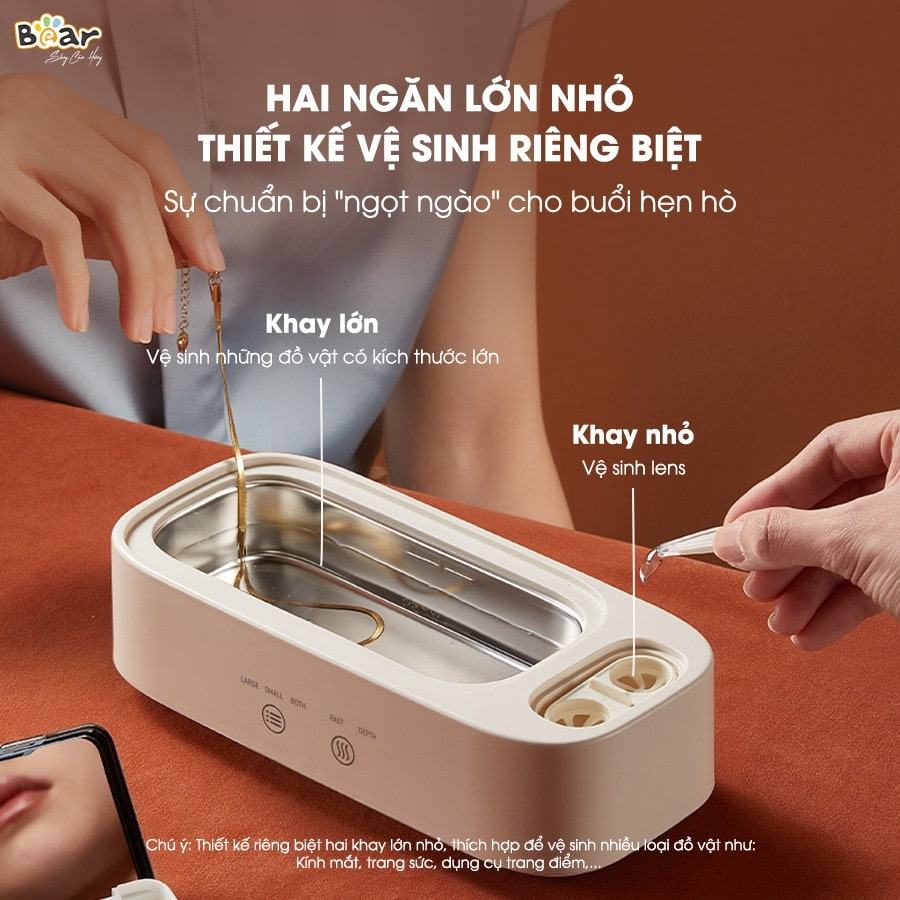 Bear
Sống Cảm Hứng
HAI NGĂN LỚN NHỎ
THIẾT KẾ VỆ SINH RIÊNG BIỆT
Sự chuẩn bị "ngọt ngào" cho buổi hẹn hò
Khay lớn
Vệ sinh những đồ vật có kích thước lớn
Khay nhỏ
Vệ sinh lens
LARGE SMALL BOTH
FAST DEPTH
Chú ý: Thiết kế riêng biệt hai khay lớn nhỏ, thích hợp để vệ sinh nhiều loại đồ vật như:
Kính mắt, trang sức, dụng cụ trang điểm,...